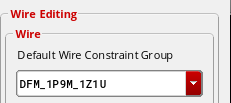 Wire Editing
Wire
Default Wire Constraint Group
DFM_1P9M_1Z1U